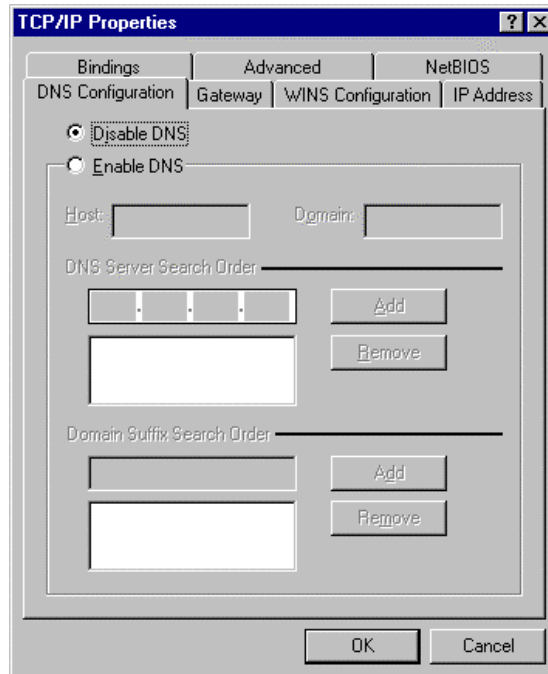 TCP/IP Properties
Bindings Advanced NetBIOS
DNS Configuration Gateway WINS Configuration IP Address
Disable DNS
Enable DNS
Host: Domain:
DNS Server Search Order
Add
Remove
Domain Suffix Search Order
Add
Remove
OK Cancel